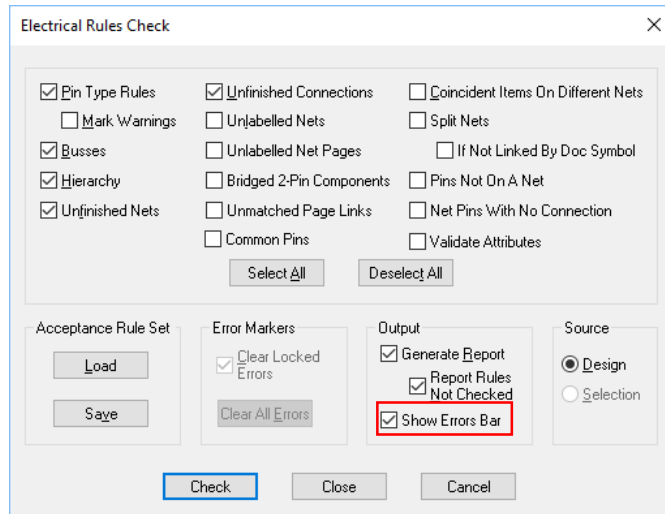 Electrical Rules Check
Pin Type Rules
Mark Warnings
Busses
Hierarchy
Unfinished Nets
Unfinished Connections
Unlabelled Nets
Unlabelled Net Pages
Bridged 2-Pin Components
Unmatched Page Links
Common Pins
Coincident Items On Different Nets
Split Nets
If Not Linked By Doc Symbol
Pins Not On A Net
Net Pins With No Connection
Validate Attributes
Select All
Deselect All
Acceptance Rule Set
Load
Save
Error Markers
Clear Locked
Errors
Clear All Errors
Output
Generate Report
Report Rules
Not Checked
Show Errors Bar
Source
Design
Selection
Check
Close
Cancel